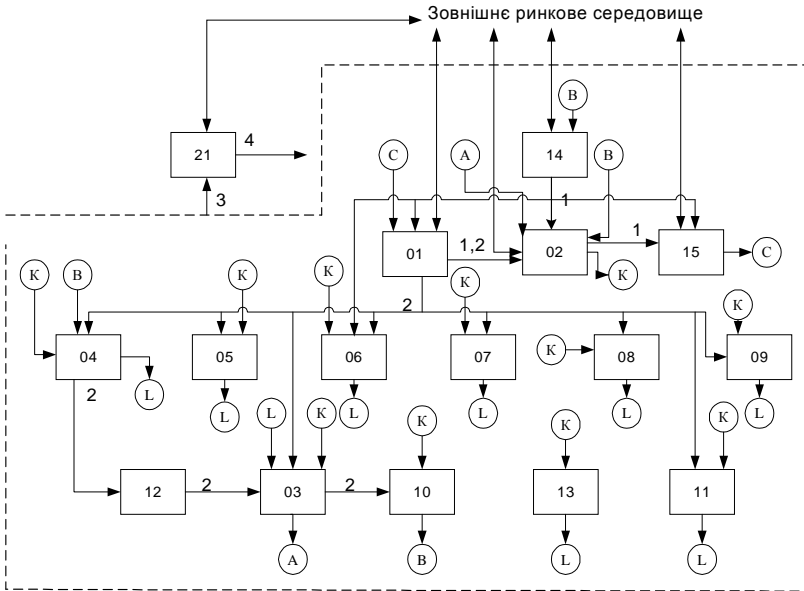 Зовнішнє ринкове середовище
В
21
4
14
С
А
В
3
1
01
1,2
02
1
15
С
К
К
В
К
К
К
2
К
04
05
06
07
К
08
09
2
L
L
L
К
L
L
L
L
К
К
К
12
2
03
2
10
13
11
А
В
L
L